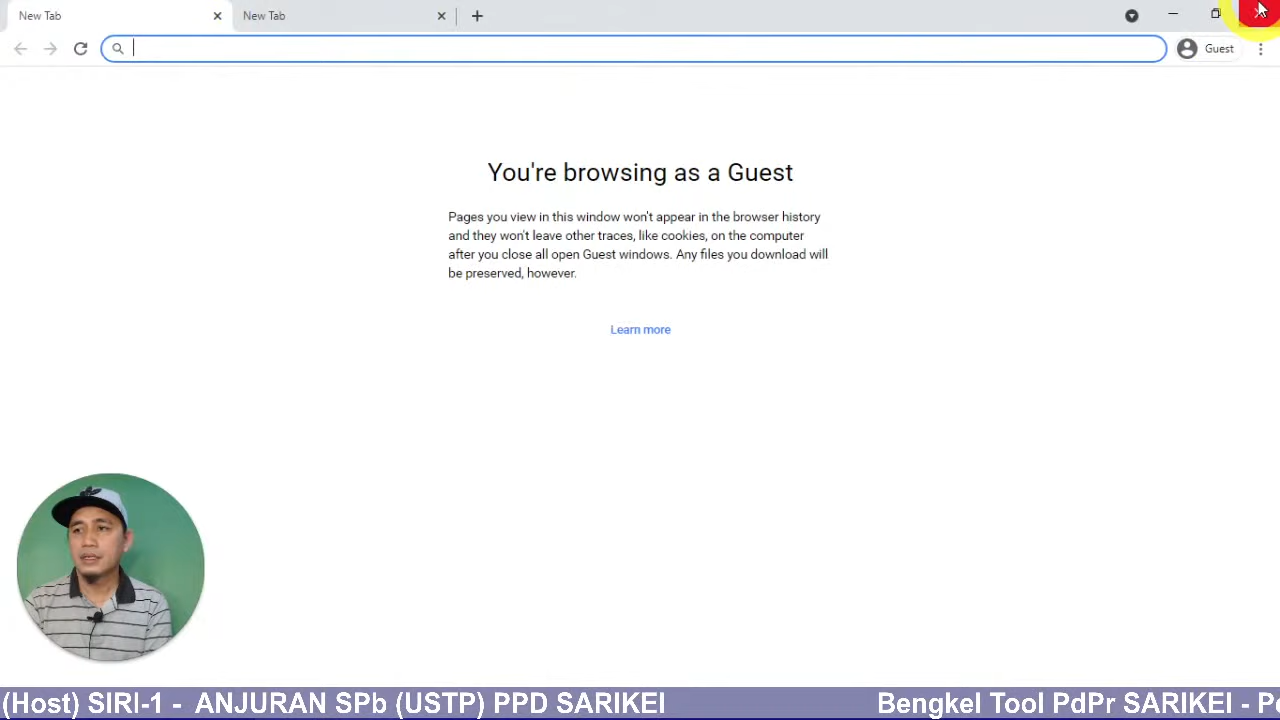 New Tab
New Tab
Guest
You're browsing as a Guest
Pages you view in this window won't appear in the browser history
and they won't leave other traces, like cookies, on the computer
after you close all open Guest windows. Any files you download will
be preserved, however.
Learn more
(Host) SIRI-1 - ANJURAN SPb (USTP) PPD SARIKEI Bengkel Tool PdPr SARIKEI -